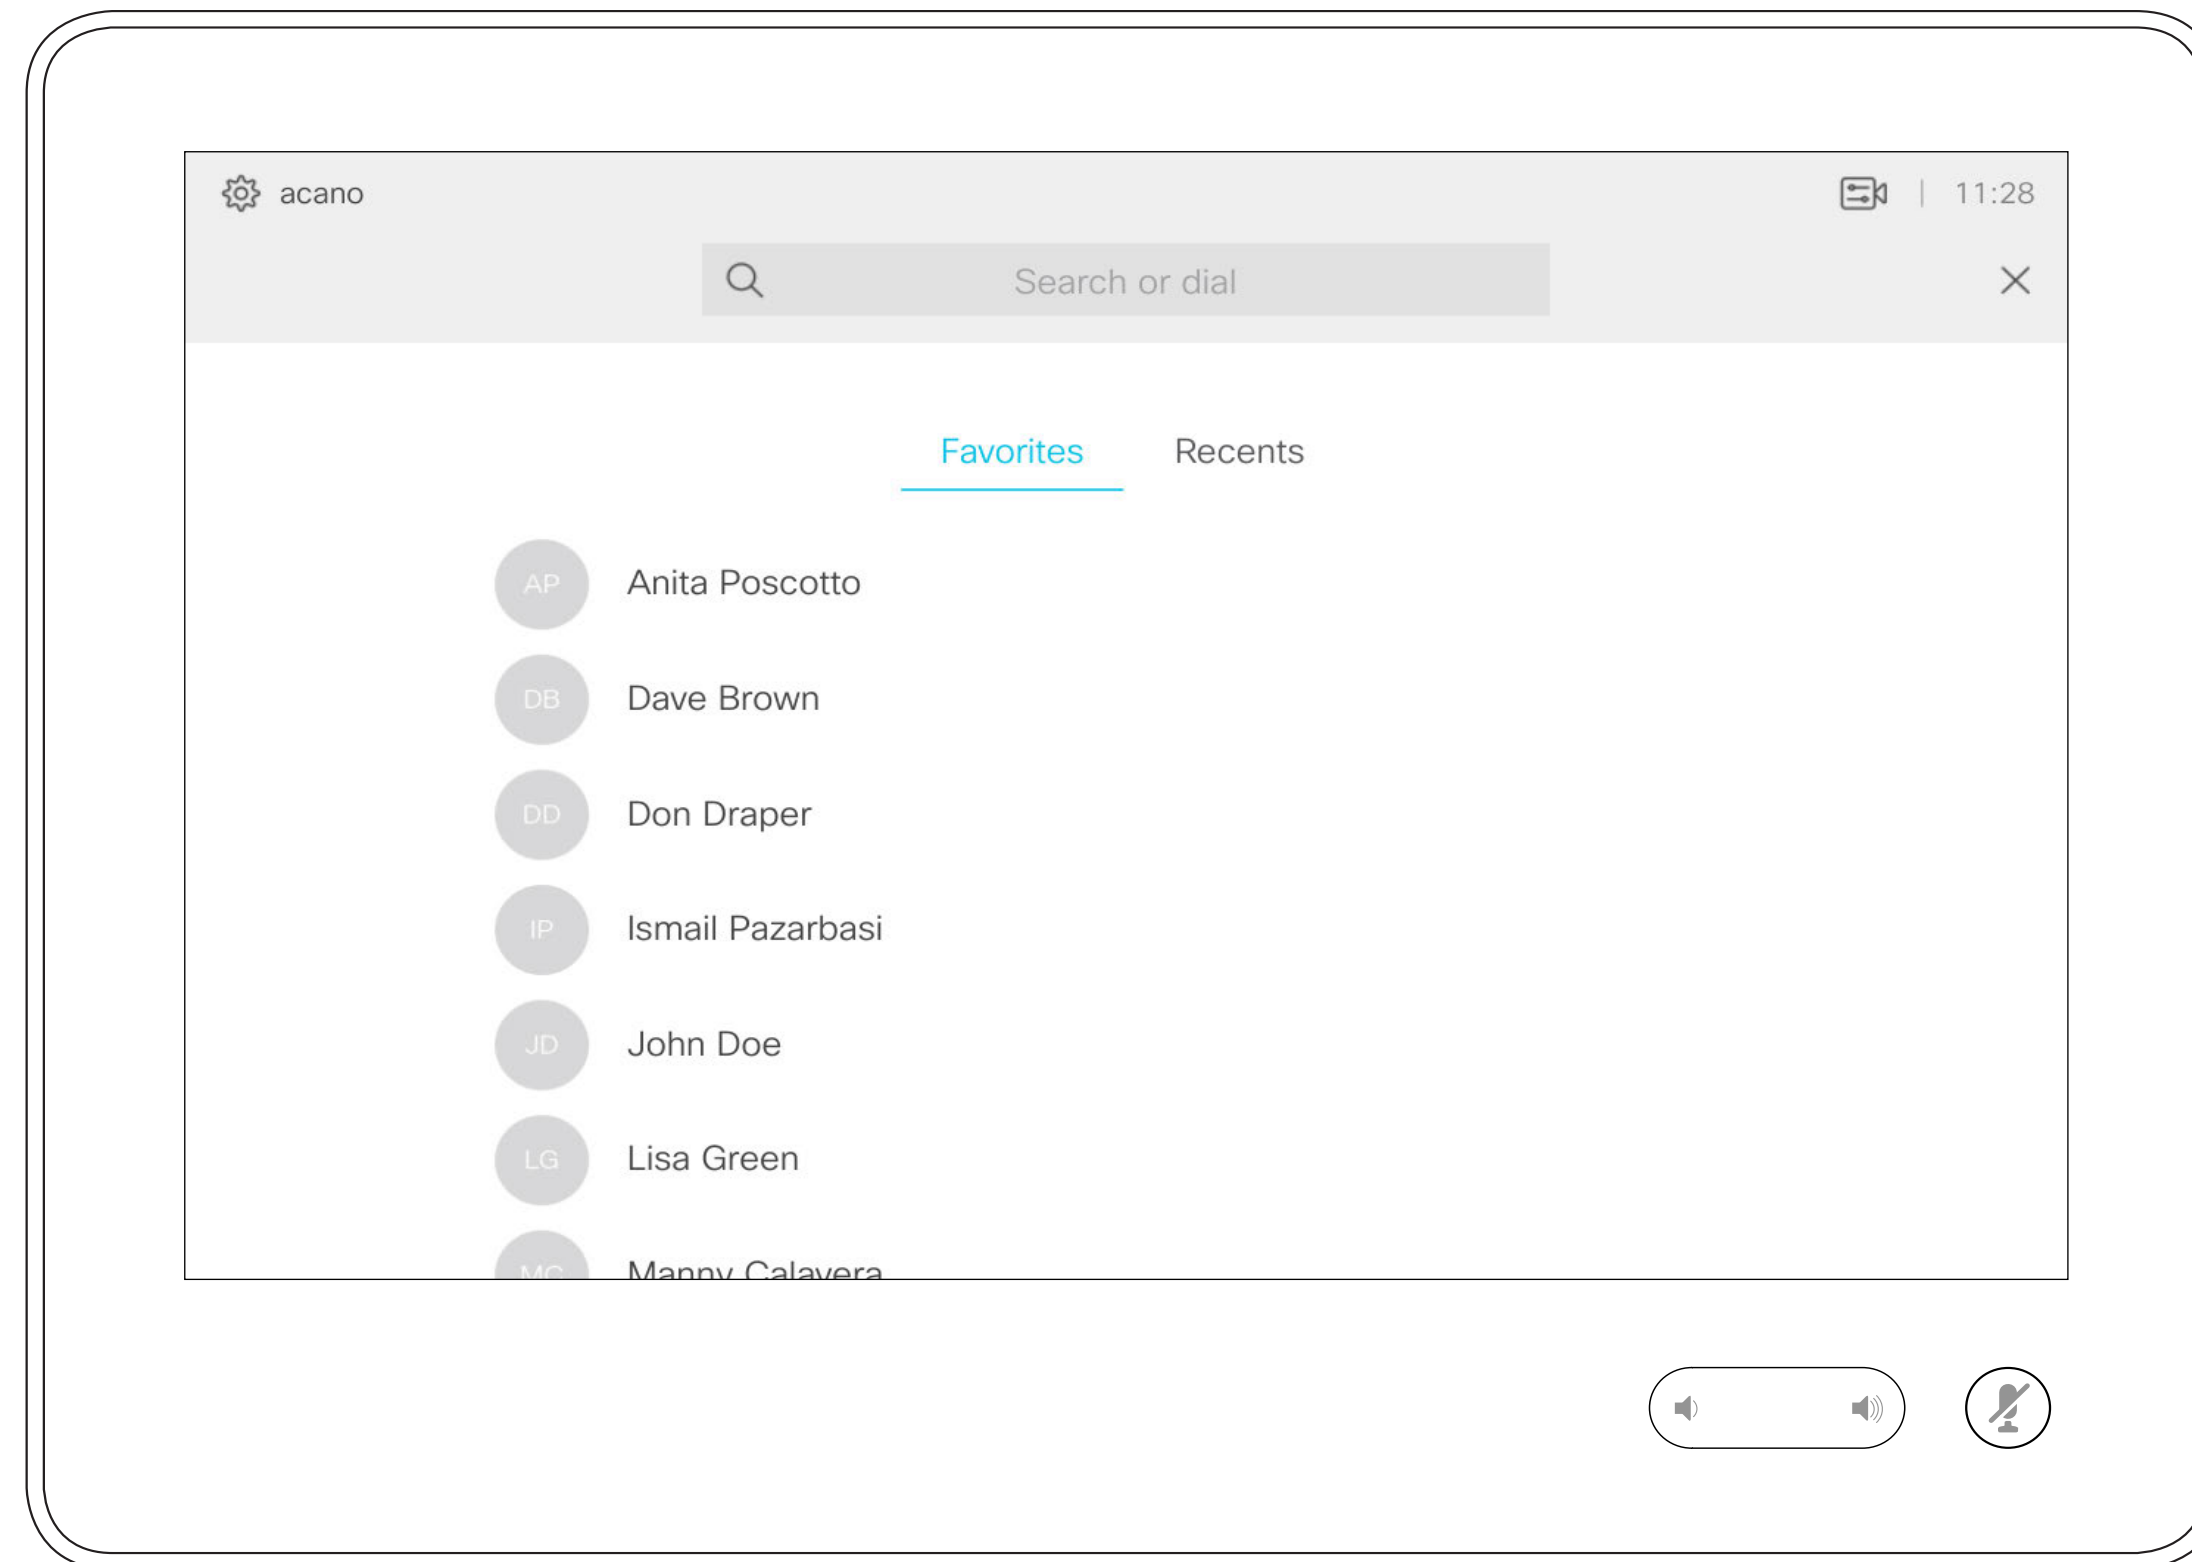 acano
11:28
Search or dial
Favorites Recents
AP Anita Poscotto
DB Dave Brown
DD Don Draper
IP Ismail Pazarbasi
JD John Doe
LG Lisa Green
MC Manny Calavera